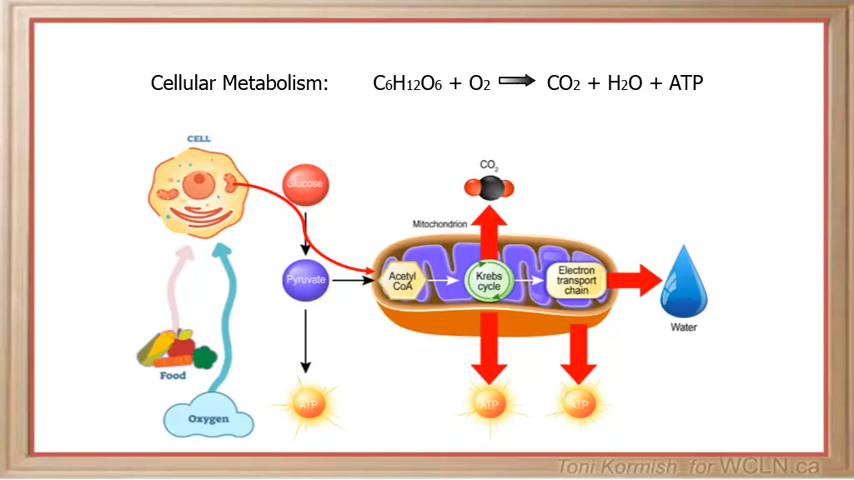 Cellular Metabolism: C6H12O6 + O2 ⟹ CO2 + H2O + ATP
CELL
CO2
Glucose
Mitochondrion
Pyruvate
Acetyl
CoA
Krebs
cycle
Electron
transport
chain
Water
Food
ATP
ATP
ATP
Oxygen
Toni Kormish for WCLN.ca